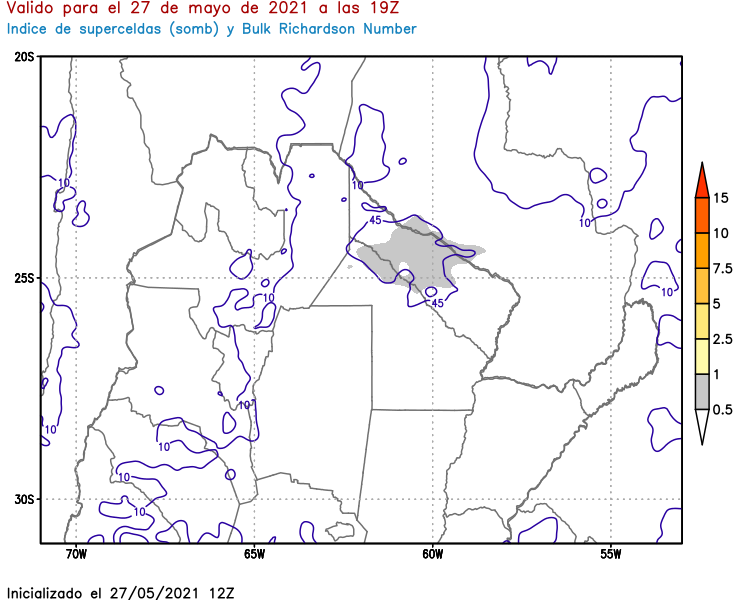 Valido para el 27 de mayo de 2021 a las 19Z
Indice de superceldas (somb) y Bulk Richardson Number
20S
25S
30S
70W
65W
60W
55W
10
10
45
10
10
10
45
10
10
10
10
10
15
10
7.5
5
2.5
1
0.5
Inicializado el 27/05/2021 12Z